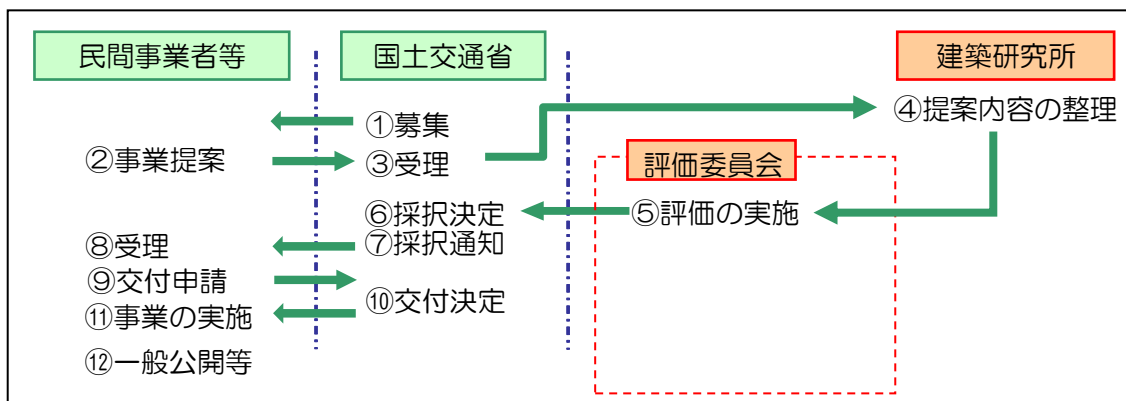 民間事業者等
国土交通省
建築研究所
①募集
④提案内容の整理
②事業提案
③受理
評価委員会
⑥採択決定
⑤評価の実施
⑧受理
⑦採択通知
⑨交付申請
⑩交付決定
⑪事業の実施
⑫一般公開等